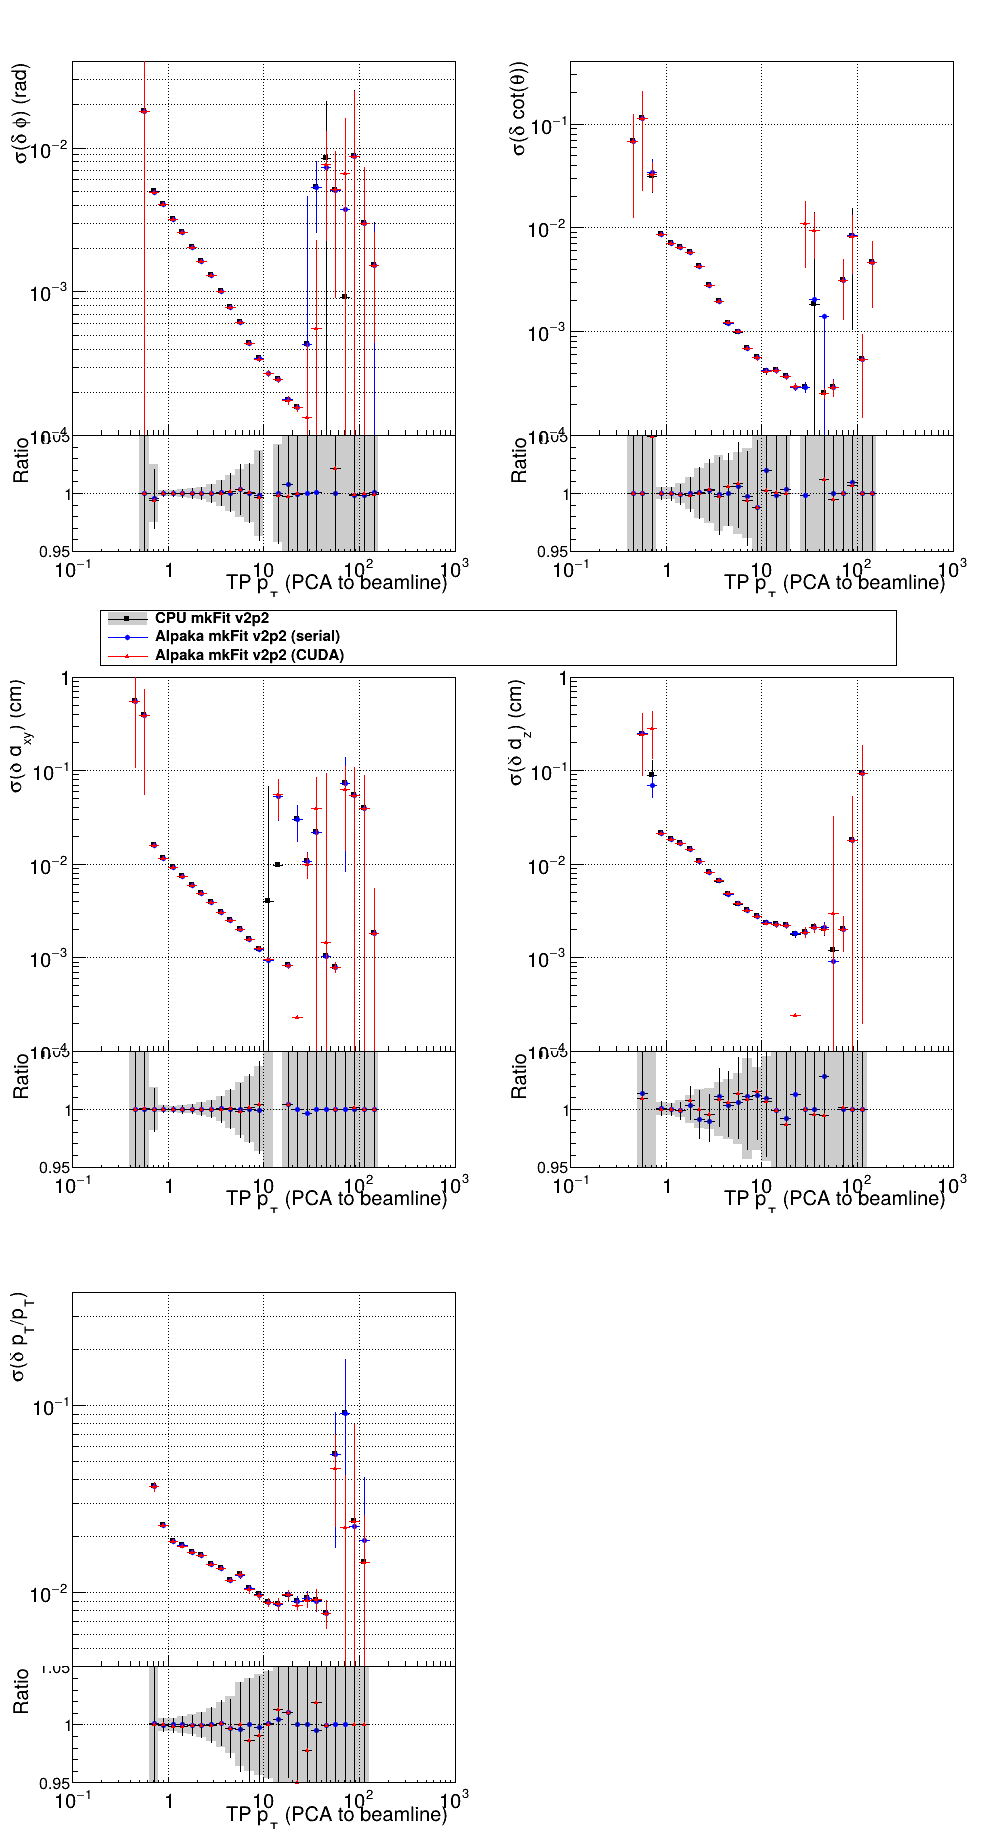 σ(δ φ) (rad)
10⁻²
10⁻³
10⁻⁴
Ratio
1.05
1
0.95
10⁻¹ 1 10 10² 10³
TP p_T (PCA to beamline)
σ(δ cot(θ))
10⁻¹
10⁻²
10⁻³
10⁻⁴
Ratio
1.05
1
0.95
10⁻¹ 1 10 10² 10³
TP p_T (PCA to beamline)
CPU mkFit v2p2
Alpaka mkFit v2p2 (serial)
Alpaka mkFit v2p2 (CUDA)
σ(δ d_xy) (cm)
1
10⁻¹
10⁻²
10⁻³
10⁻⁴
Ratio
1.05
1
0.95
10⁻¹ 1 10 10² 10³
TP p_T (PCA to beamline)
σ(δ d_z) (cm)
1
10⁻¹
10⁻²
10⁻³
10⁻⁴
Ratio
1.05
1
0.95
10⁻¹ 1 10 10² 10³
TP p_T (PCA to beamline)
σ(δ p_T/p_T)
10⁻¹
10⁻²
Ratio
1.05
1
0.95
10⁻¹ 1 10 10² 10³
TP p_T (PCA to beamline)